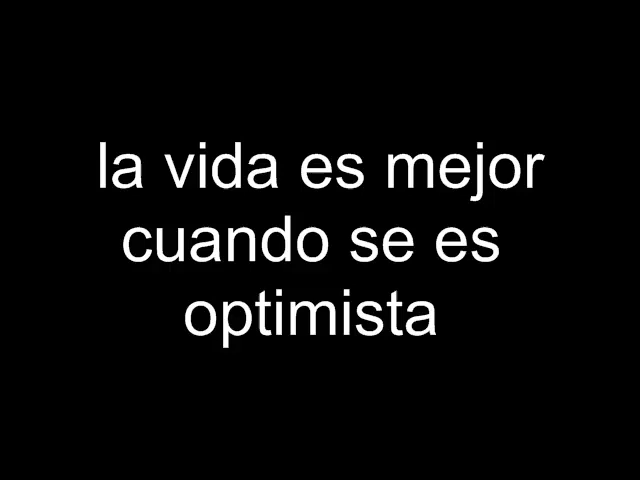 la vida es mejor
cuando se es
optimista